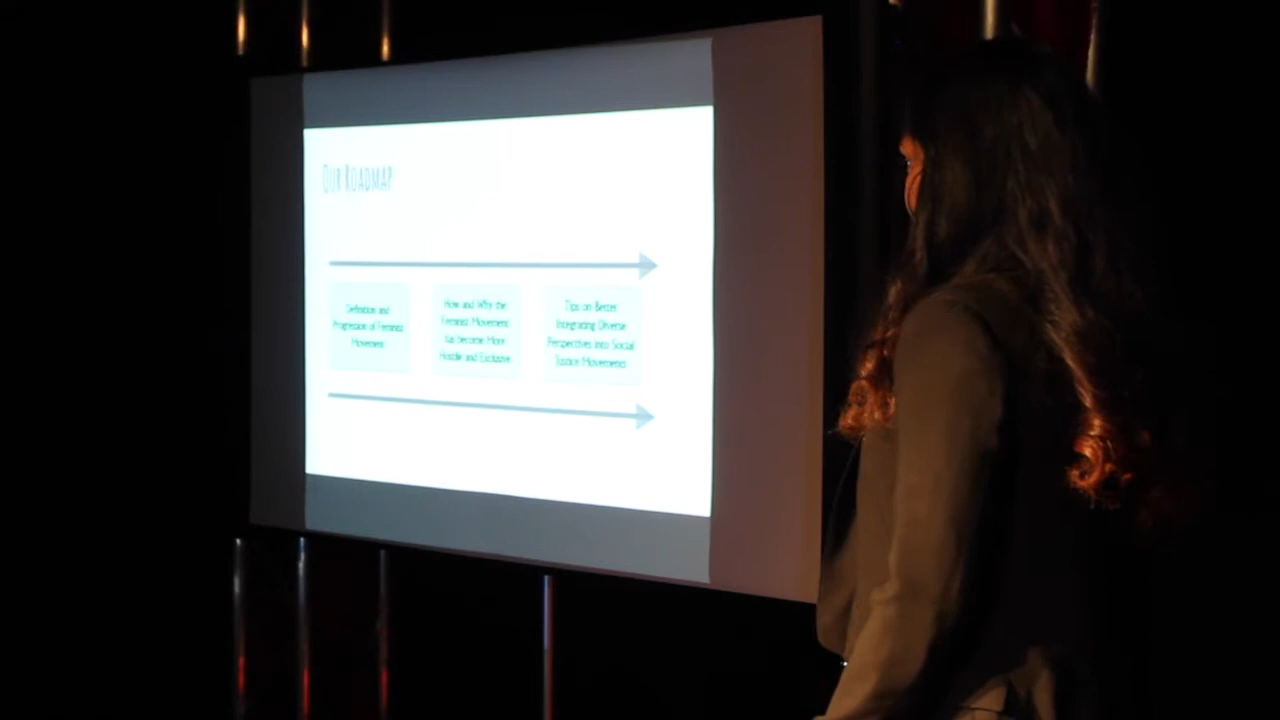 Our Roadmap
Definition and
Progression of Feminist
Movement
How and Why the
Feminist Movement
has become More
Hostile and Exclusive
Tips on Better
Integrating Diverse
Perspectives into Social
Justice Movements